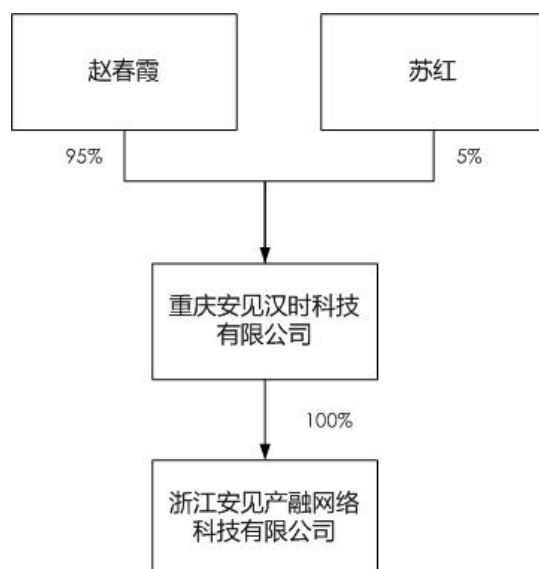 赵春霞
苏红
95%
5%
重庆安见汉时科技
有限公司
100%
浙江安见产融网络
科技有限公司